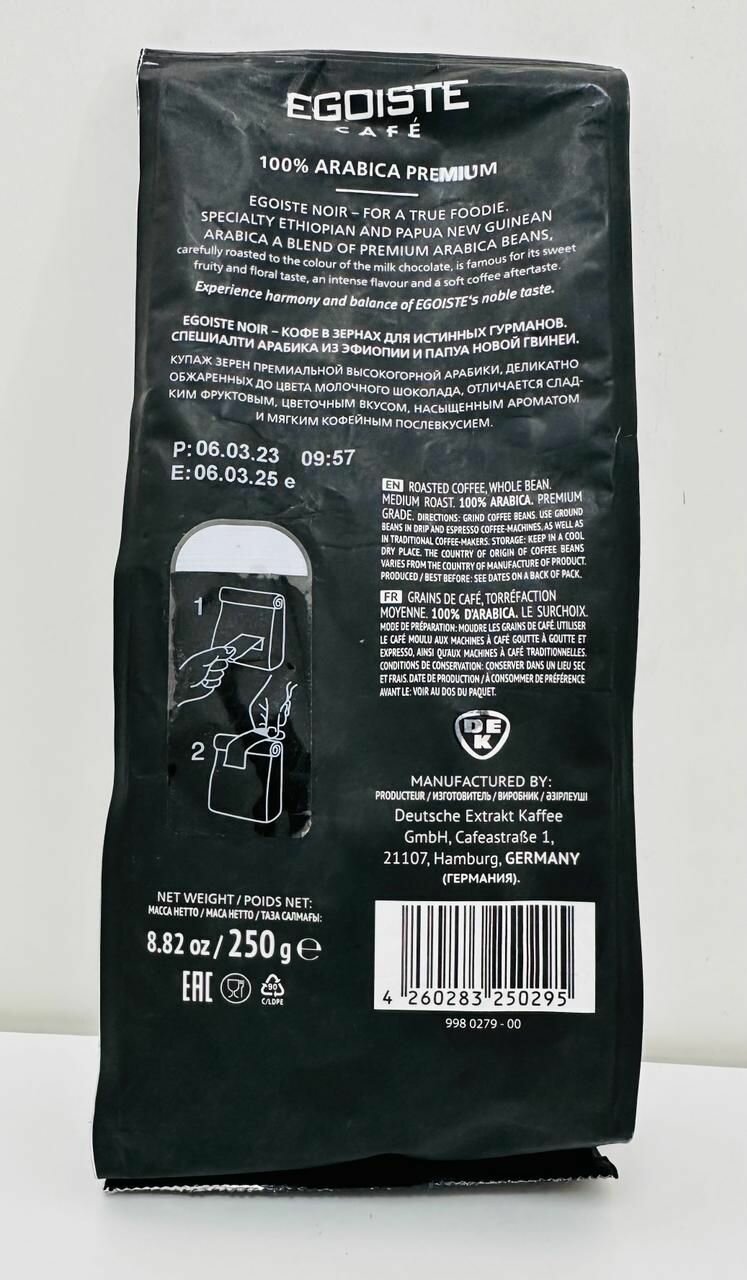 EGOISTE
CAFÉ
100% ARABICA PREMIUM
EGOISTE NOIR – FOR A TRUE FOODIE.
SPECIALTY ETHIOPIAN AND PAPUA NEW GUINEAN
ARABICA A BLEND OF PREMIUM ARABICA BEANS,
carefully roasted to the colour of the milk chocolate, is famous for its sweet
fruity and floral taste, an intense flavour and a soft coffee aftertaste.
Experience harmony and balance of EGOISTE's noble taste.
EGOISTE NOIR – КОФЕ В ЗЕРНАХ ДЛЯ ИСТИННЫХ ГУРМАНОВ.
СПЕШИАЛТИ АРАБИКА ИЗ ЭФИОПИИ И ПАПУА НОВОЙ ГВИНЕИ.
КУПАЖ ЗЕРЕН ПРЕМИАЛЬНОЙ ВЫСОКОГОРНОЙ АРАБИКИ, ДЕЛИКАТНО
ОБЖАРЕННЫХ ДО ЦВЕТА МОЛОЧНОГО ШОКОЛАДА, ОТЛИЧАЕТСЯ СЛАД-
КИМ ФРУКТОВЫМ, ЦВЕТОЧНЫМ ВКУСОМ, НАСЫЩЕННЫМ АРОМАТОМ
И МЯГКИМ КОФЕЙНЫМ ПОСЛЕВКУСИЕМ.
P: 06.03.23 09:57
E: 06.03.25 e
1
2
EN ROASTED COFFEE, WHOLE BEAN.
MEDIUM ROAST. 100% ARABICA. PREMIUM
GRADE. DIRECTIONS: GRIND COFFEE BEANS. USE GROUND
BEANS IN DRIP AND ESPRESSO COFFEE-MACHINES, AS WELL AS
IN TRADITIONAL COFFEE-MAKERS. STORAGE: KEEP IN A COOL
DRY PLACE. THE COUNTRY OF ORIGIN OF COFFEE BEANS
VARIES FROM THE COUNTRY OF MANUFACTURE OF PRODUCT.
PRODUCED / BEST BEFORE: SEE DATES ON A BACK OF PACK.
FR GRAINS DE CAFÉ, TORRÉFACTION
MOYENNE. 100% D'ARABICA. LE SURCHOIX.
MODE DE PRÉPARATION: MOUDRE LES GRAINS DE CAFÉ. UTILISER
LE CAFÉ MOULU AUX MACHINES À CAFÉ GOUTTE À GOUTTE ET
EXPRESSO, AINSI QU'AUX MACHINES À CAFÉ TRADITIONNELLES.
CONDITIONS DE CONSERVATION: CONSERVER DANS UN LIEU SEC
ET FRAIS. DATE DE PRODUCTION / À CONSOMMER DE PRÉFÉRENCE
AVANT LE: VOIR AU DOS DU PAQUET.
DEK
MANUFACTURED BY:
PRODUCTEUR / ИЗГОТОВИТЕЛЬ / ВИРОБНИК / ӘЗІРЛЕУШІ
Deutsche Extrakt Kaffee
GmbH, Cafeastraße 1,
21107, Hamburg, GERMANY
(ГЕРМАНИЯ).
NET WEIGHT / POIDS NET:
МАССА НЕТТО / МАСА НЕТТО / ТАЗА САЛМАҒЫ:
8.82 oz / 250 g ℮
EAC
90
C/LDPE
4 260283 250295
998 0279 - 00